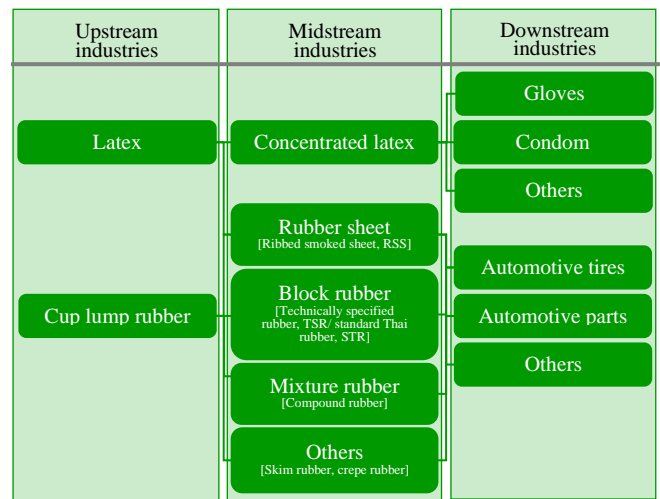 Upstream
industries
Midstream
industries
Downstream
industries
Gloves
Latex
Concentrated latex
Condom
Others
Rubber sheet
[Ribbed smoked sheet, RSS]
Automotive tires
Cup lump rubber
Block rubber
[Technically specified
rubber, TSR/ standard Thai
rubber, STR]
Automotive parts
Others
Mixture rubber
[Compound rubber]
Others
[Skim rubber, crepe rubber]